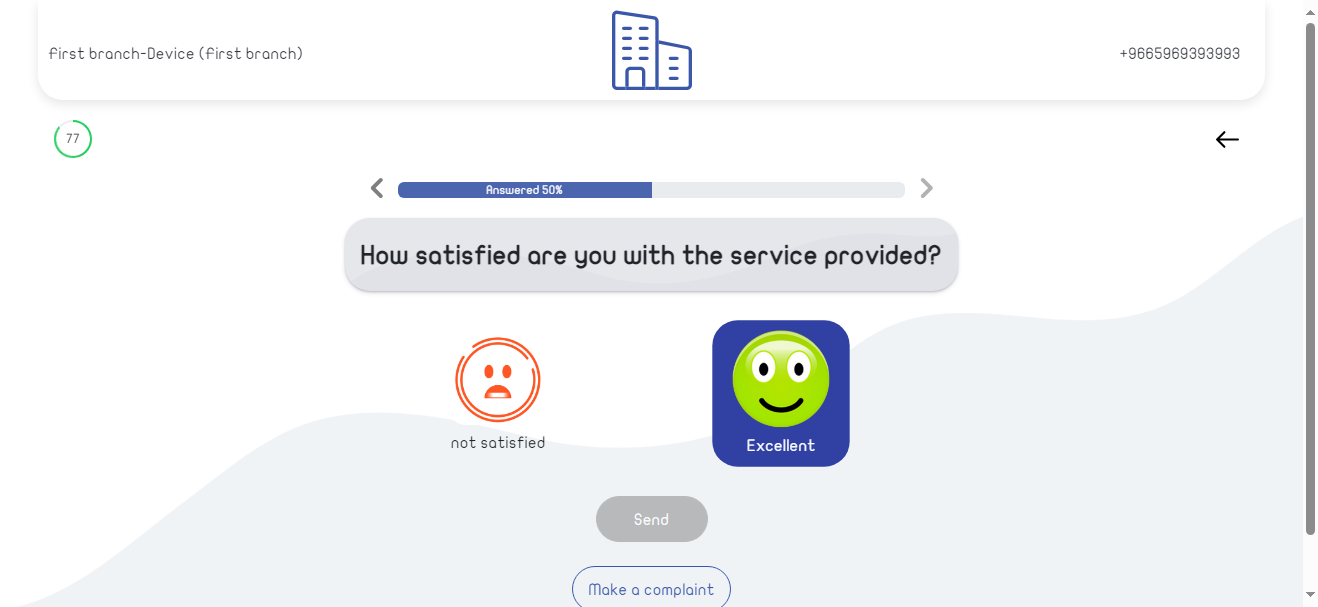 first branch-Device (first branch)
+9665969393993
77
Answered 50%
How satisfied are you with the service provided?
not satisfied
Excellent
Send
Make a complaint